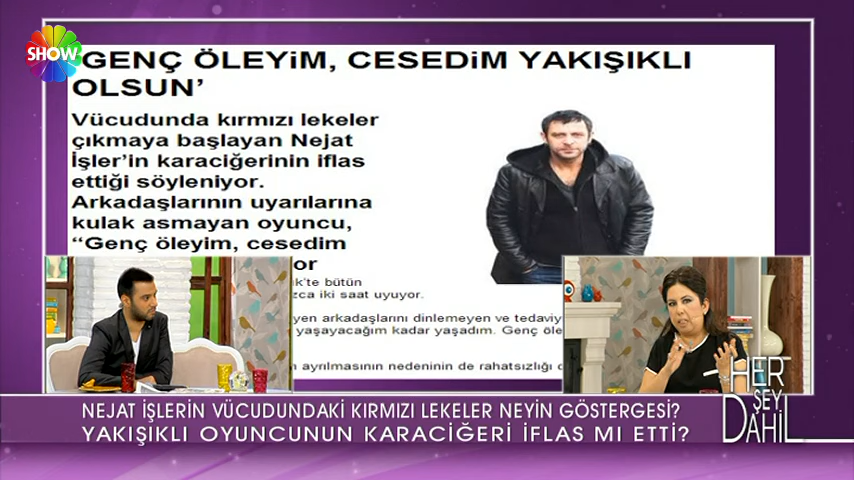 SHOW
'GENÇ ÖLEYiM, CESEDiM YAKIŞIKLI
OLSUN’
Vücudunda kırmızı lekeler
çıkmaya başlayan Nejat
İşler’in karaciğerinin iflas
ettiği söyleniyor.
Arkadaşlarının uyarılarına
kulak asmayan oyuncu,
“Genç öleyim, cesedim
or
k’te bütün
zca iki saat uyuyor.
yen arkadaşlarını dinlemeyen ve tedaviy
yaşayacağım kadar yaşadım. Genç öle
n ayrılmasının nedeninin de rahatsızlığı
HER
ŞEY
DAHİL
NEJAT İŞLERİN VÜCUDUNDAKİ KIRMIZI LEKELER NEYİN GÖSTERGESİ?
YAKIŞIKLI OYUNCUNUN KARACİĞERİ İFLAS MI ETTİ?